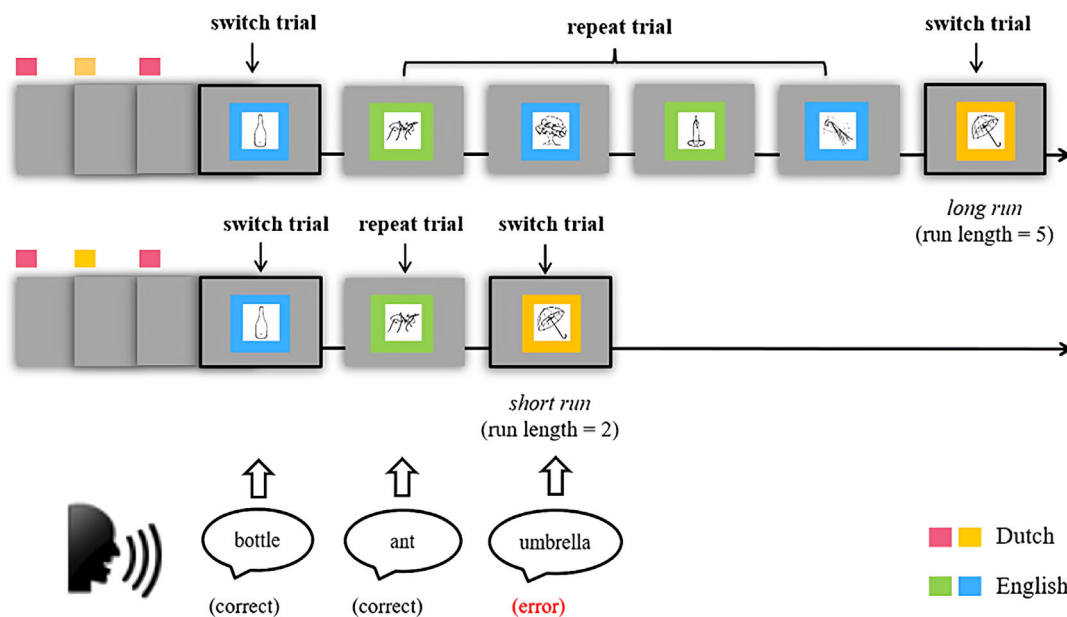 switch trial
repeat trial
switch trial
long run
(run length = 5)
switch trial
repeat trial
switch trial
short run
(run length = 2)
bottle
ant
umbrella
(correct)
(correct)
(error)
Dutch
English